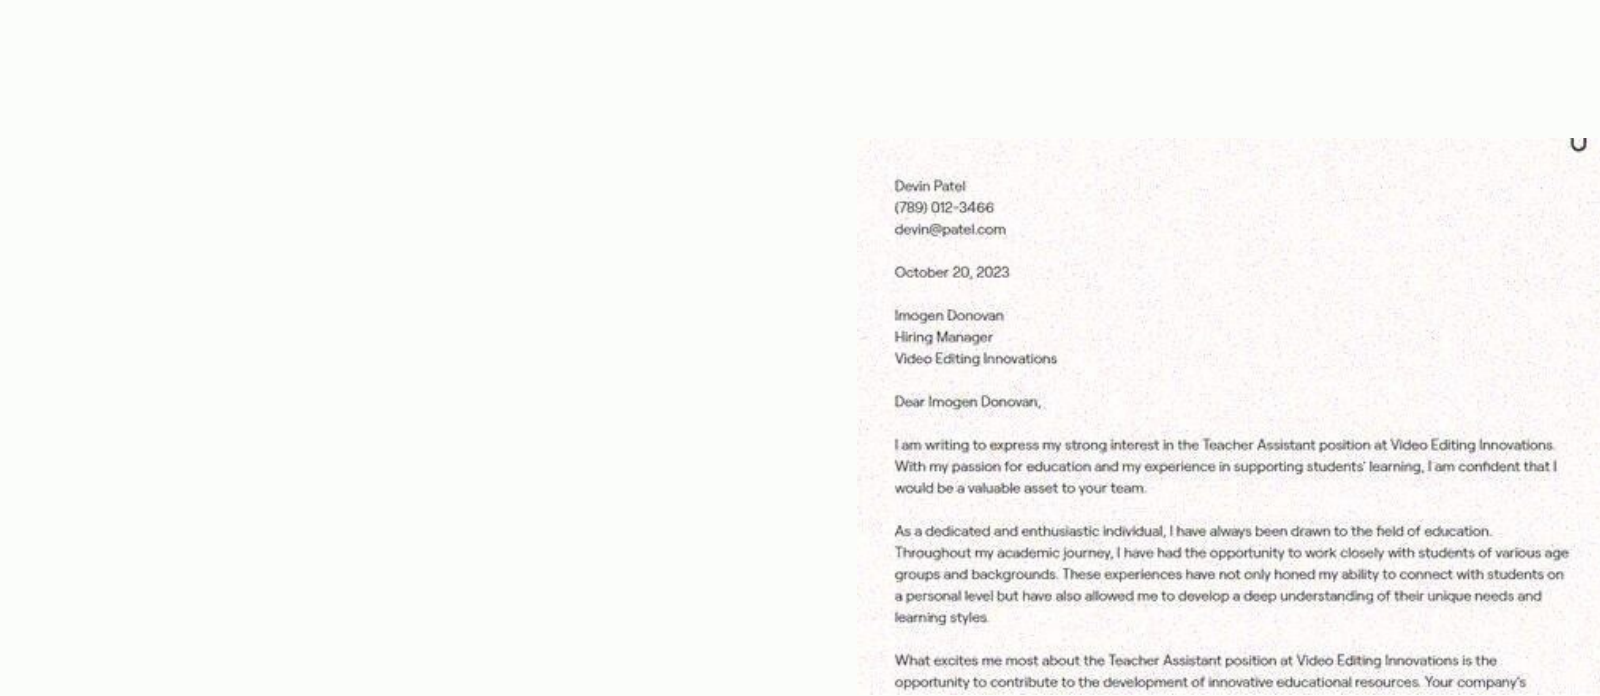 Devin Patel
(789) 012-3466
devin@patel.com
October 20, 2023
Imogen Donovan
Hiring Manager
Video Editing Innovations
Dear Imogen Donovan,
I am writing to express my strong interest in the Teacher Assistant position at Video Editing Innovations.
With my passion for education and my experience in supporting students' learning, I am confident that I
would be a valuable asset to your team.
As a dedicated and enthusiastic individual, I have always been drawn to the field of education.
Throughout my academic journey, I have had the opportunity to work closely with students of various age
groups and backgrounds. These experiences have not only honed my ability to connect with students on
a personal level but have also allowed me to develop a deep understanding of their unique needs and
learning styles.
What excites me most about the Teacher Assistant position at Video Editing Innovations is the
opportunity to contribute to the development of innovative educational resources. Your company's